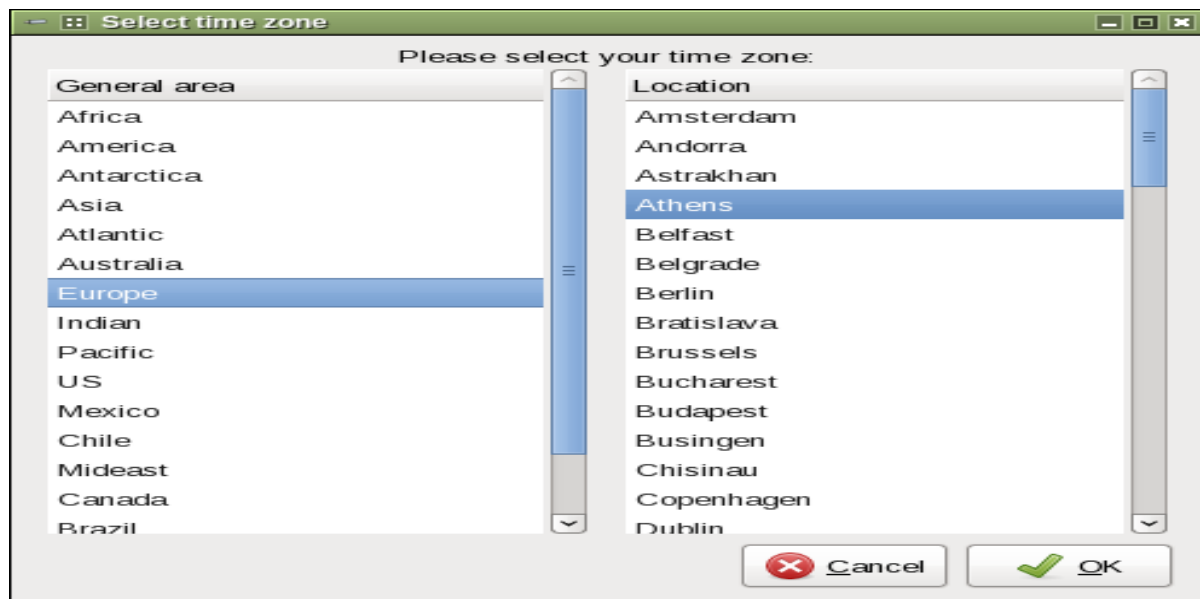 Select time zone
Please select your time zone:
General area
Africa
America
Antarctica
Asia
Atlantic
Australia
Europe
Indian
Pacific
US
Mexico
Chile
Mideast
Canada
Brazil
Location
Amsterdam
Andorra
Astrakhan
Athens
Belfast
Belgrade
Berlin
Bratislava
Brussels
Bucharest
Budapest
Busingen
Chisinau
Copenhagen
Dublin
Cancel
OK